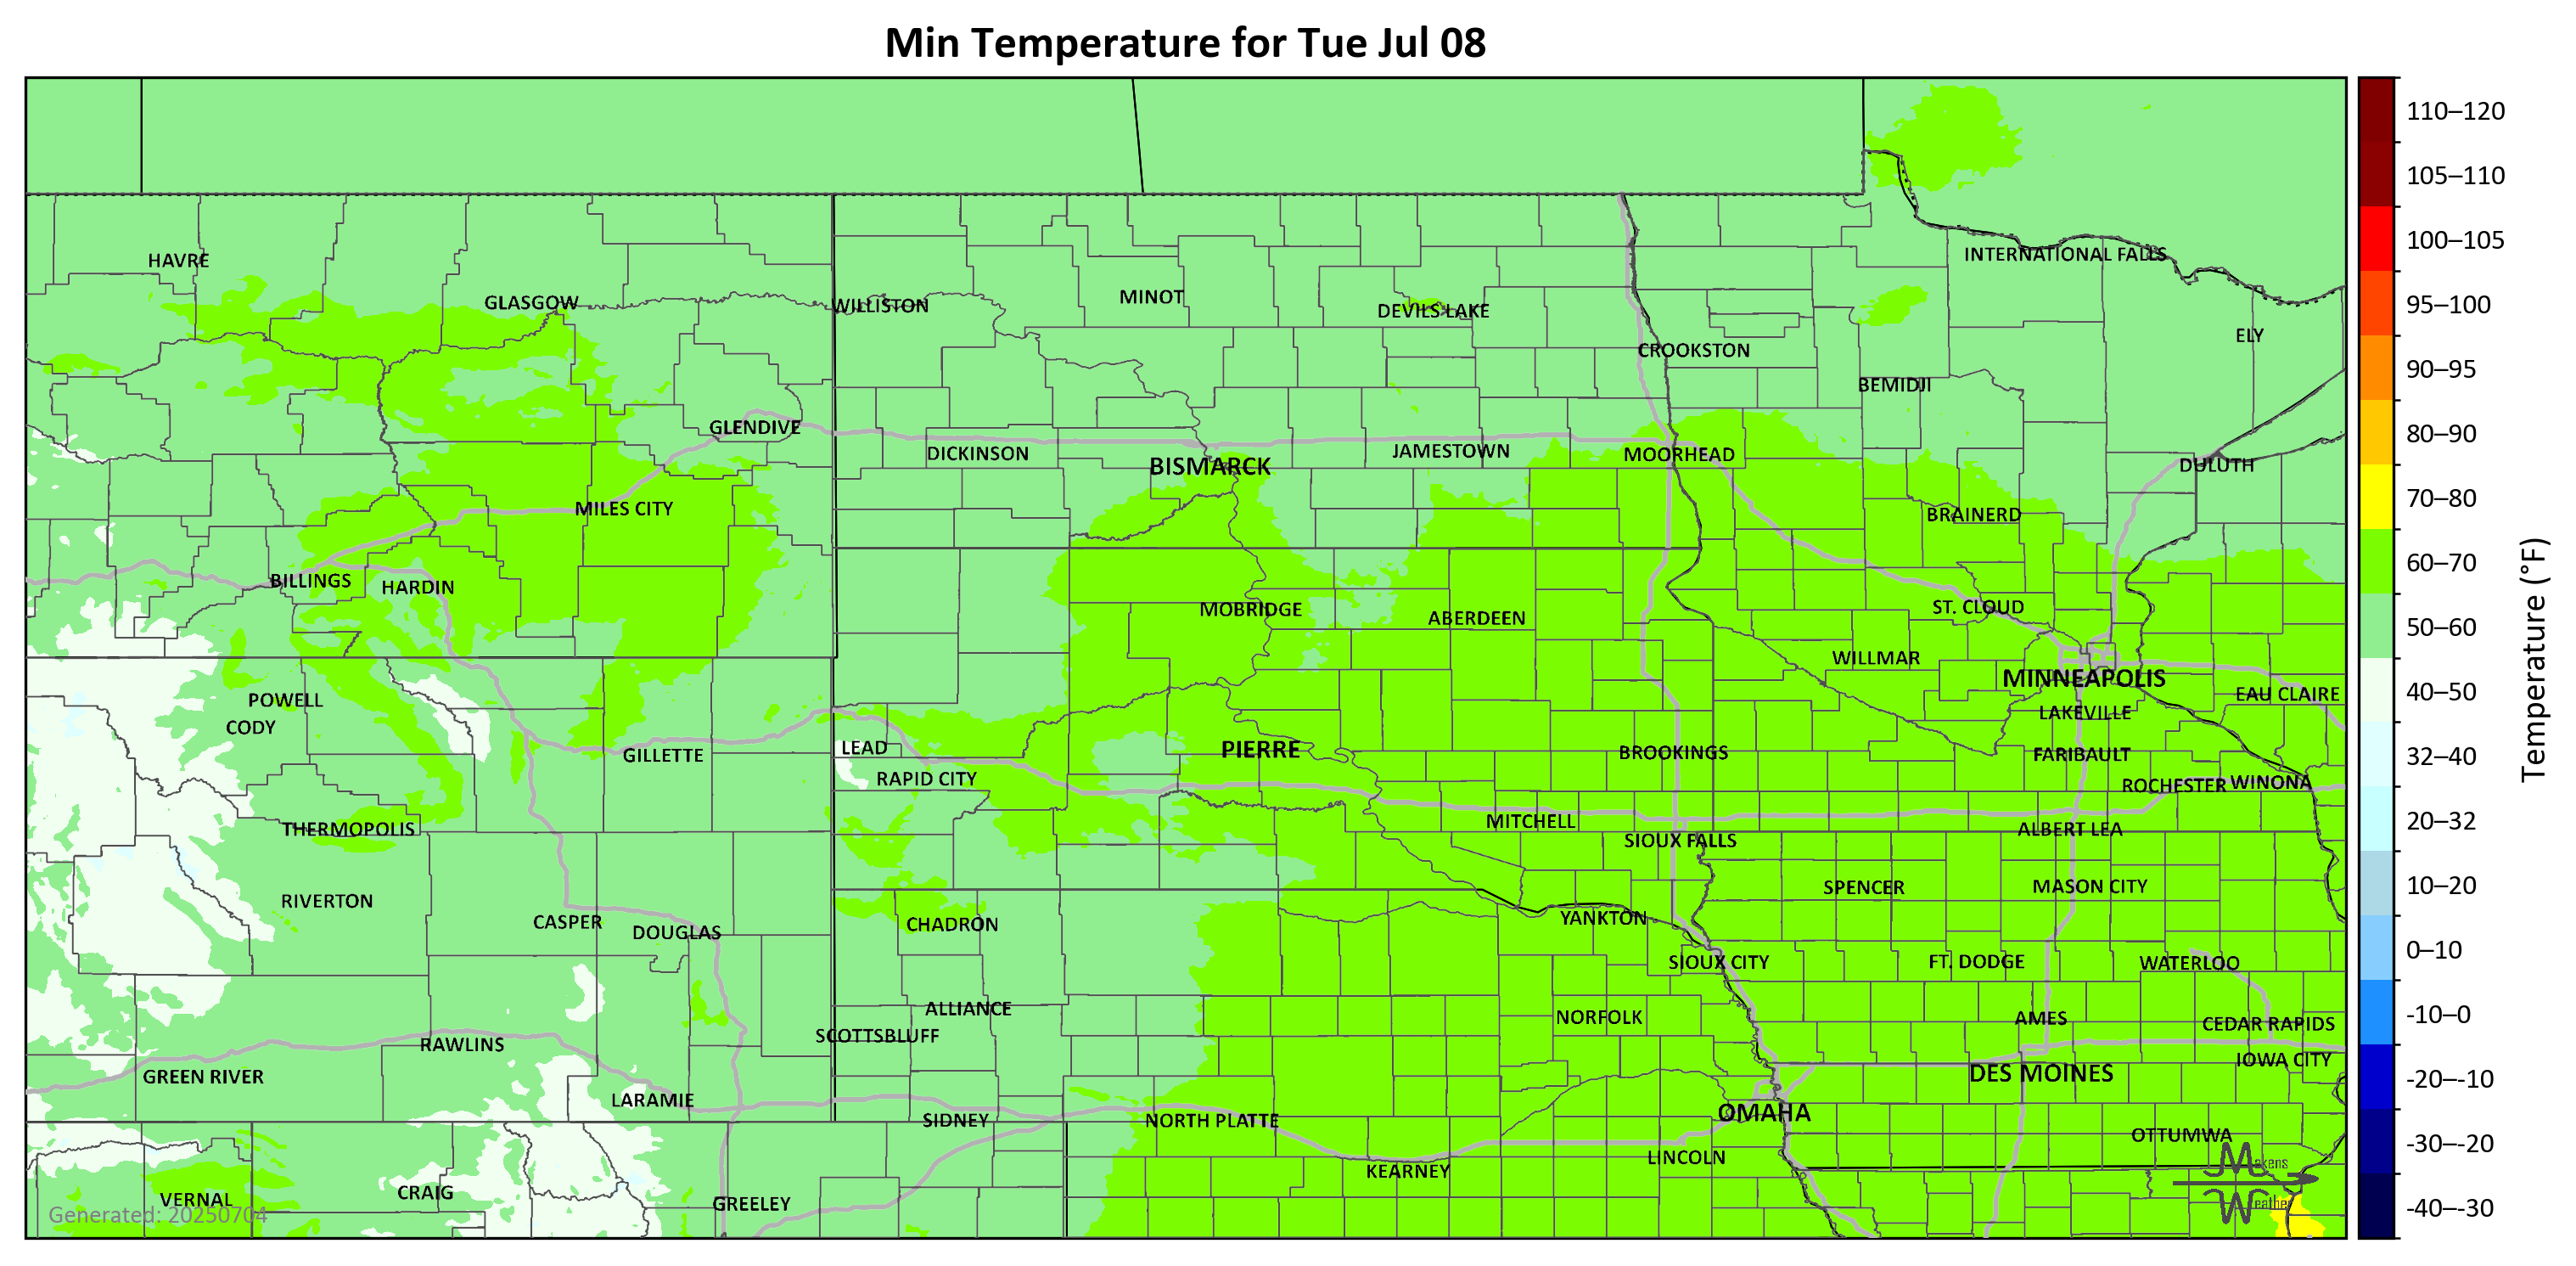 Min Temperature for Tue Jul 08
110–120
105–110
100–105
95–100
90–95
80–90
70–80
60–70
50–60
40–50
32–40
20–32
10–20
0–10
-10–0
-20–-10
-30–-20
-40–-30
Temperature (°F)
INTERNATIONAL FALLS
HAVRE
GLASGOW
WILLISTON
MINOT
DEVILS LAKE
ELY
CROOKSTON
BEMIDJI
GLENDIVE
DICKINSON
BISMARCK
JAMESTOWN
MOORHEAD
DULUTH
MILES CITY
BRAINERD
BILLINGS
HARDIN
MOBRIDGE
ABERDEEN
ST. CLOUD
WILLMAR
MINNEAPOLIS
EAU CLAIRE
POWELL
CODY
LAKEVILLE
GILLETTE
LEAD
PIERRE
BROOKINGS
FARIBAULT
RAPID CITY
ROCHESTER
WINONA
THERMOPOLIS
MITCHELL
SIOUX FALLS
ALBERT LEA
RIVERTON
SPENCER
MASON CITY
CASPER
DOUGLAS
CHADRON
YANKTON
SIOUX CITY
FT. DODGE
WATERLOO
ALLIANCE
NORFOLK
AMES
CEDAR RAPIDS
SCOTTSBLUFF
RAWLINS
IOWA CITY
GREEN RIVER
DES MOINES
LARAMIE
SIDNEY
NORTH PLATTE
OMAHA
OTTUMWA
LINCOLN
KEARNEY
VERNAL
CRAIG
GREELEY
Makens
Weather
Generated: 20250704